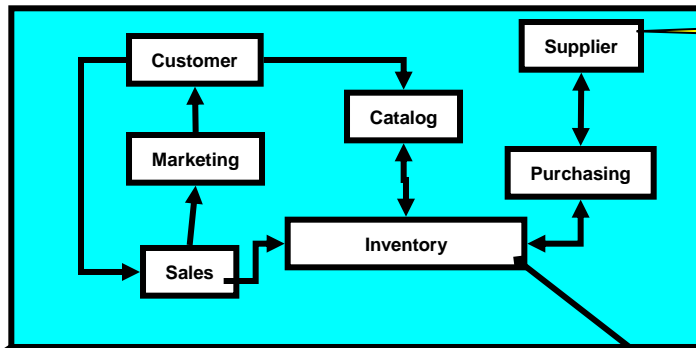 Customer
Supplier
Catalog
Marketing
Purchasing
Inventory
Sales